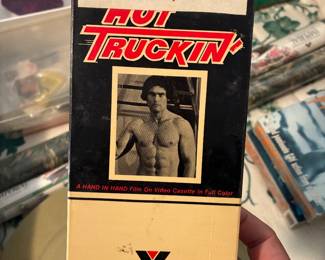 HOT
TRUCKIN'
A HAND IN HAND Film On Video Cassette in Full Color